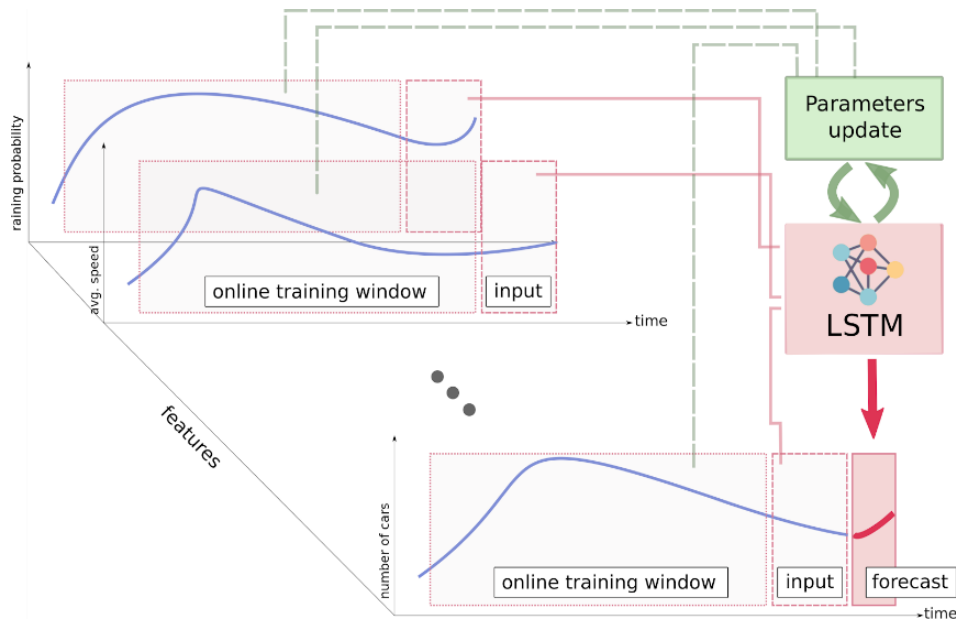 raining probability
Parameters
update
avg. speed
online training window
input
time
LSTM
features
number of cars
online training window
input
forecast
time